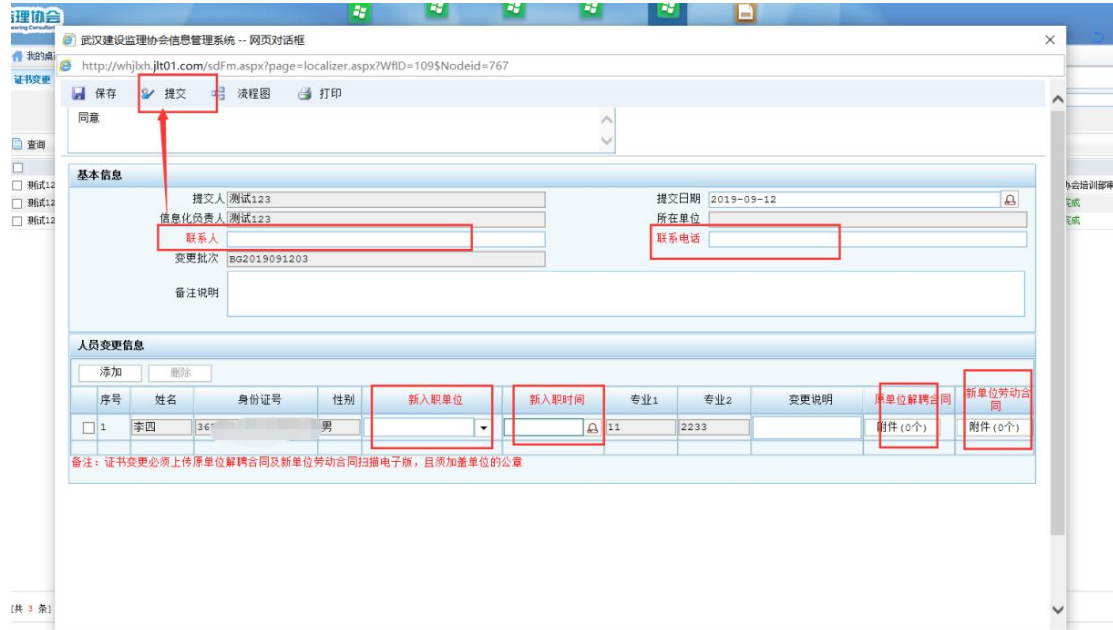 理协会
武汉建设监理协会信息管理系统 -- 网页对话框
http://whjlxh.jlt01.com/sdFm.aspx?page=localizer.aspx?WfID=109$Nodeid=767
我的桌
证书变更
保存 提交 流程图 打印
同意
查询
基本信息
测试12
测试12
测试12
办会培训部审
完成
完成
提交人 测试123 提交日期 2019-09-12
信息化负责人 测试123 所在单位
联系人 联系电话
变更批次 BG2019091203
备注说明
人员变更信息
添加 删除
序号 姓名 身份证号 性别 新入职单位 新入职时间 专业1 专业2 变更说明 原单位解聘合同 新单位劳动合同
1 李四 36 男 11 2233 附件(0个) 附件(0个)
备注：证书变更必须上传原单位解聘合同及新单位劳动合同扫描电子版，且须加盖单位的公章
[共 3 条]